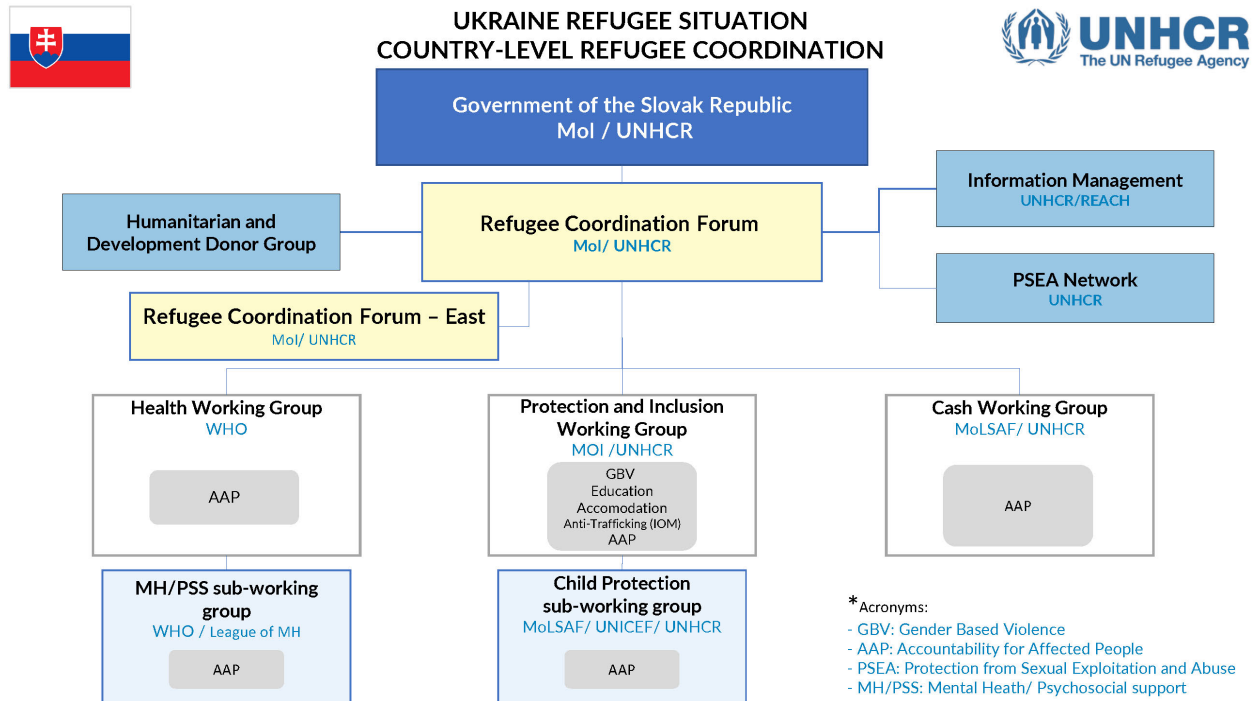 UKRAINE REFUGEE SITUATION
COUNTRY-LEVEL REFUGEE COORDINATION
UNHCR
The UN Refugee Agency
Government of the Slovak Republic
MoI / UNHCR
Humanitarian and
Development Donor Group
Refugee Coordination Forum
MoI/ UNHCR
Information Management
UNHCR/REACH
PSEA Network
UNHCR
Refugee Coordination Forum – East
MoI/ UNHCR
Health Working Group
WHO
AAP
Protection and Inclusion
Working Group
MOI /UNHCR
GBV
Education
Accomodation
Anti-Trafficking (IOM)
AAP
Cash Working Group
MoLSAF/ UNHCR
AAP
MH/PSS sub-working
group
WHO / League of MH
AAP
Child Protection
sub-working group
MoLSAF/ UNICEF/ UNHCR
AAP
*Acronyms:
- GBV: Gender Based Violence
- AAP: Accountability for Affected People
- PSEA: Protection from Sexual Exploitation and Abuse
- MH/PSS: Mental Heath/ Psychosocial support